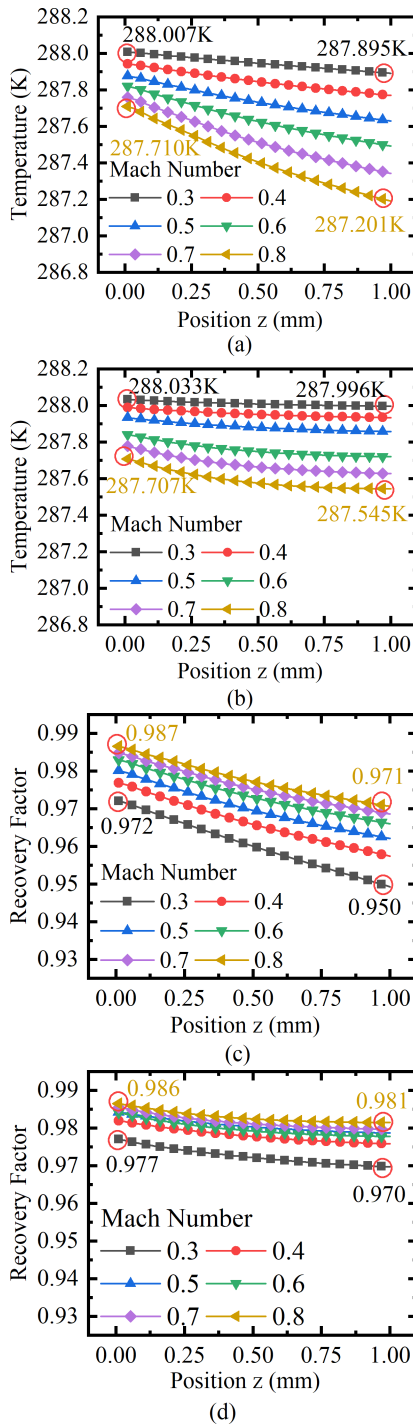 288.2
288.0
287.8
287.6
287.4
287.2
287.0
286.8
Temperature (K)
288.007K
287.895K
287.710K
287.201K
Mach Number
0.3 0.4
0.5 0.6
0.7 0.8
0.00 0.25 0.50 0.75 1.00
Position z (mm)
(a)
288.2
288.0
287.8
287.6
287.4
287.2
287.0
286.8
Temperature (K)
288.033K
287.996K
287.707K
287.545K
Mach Number
0.3 0.4
0.5 0.6
0.7 0.8
0.00 0.25 0.50 0.75 1.00
Position z (mm)
(b)
0.99
0.98
0.97
0.96
0.95
0.94
0.93
Recovery Factor
0.987
0.971
0.972
0.950
Mach Number
0.3 0.4
0.5 0.6
0.7 0.8
0.00 0.25 0.50 0.75 1.00
Position z (mm)
(c)
0.99
0.98
0.97
0.96
0.95
0.94
0.93
Recovery Factor
0.986
0.981
0.977
0.970
Mach Number
0.3 0.4
0.5 0.6
0.7 0.8
0.00 0.25 0.50 0.75 1.00
Position z (mm)
(d)